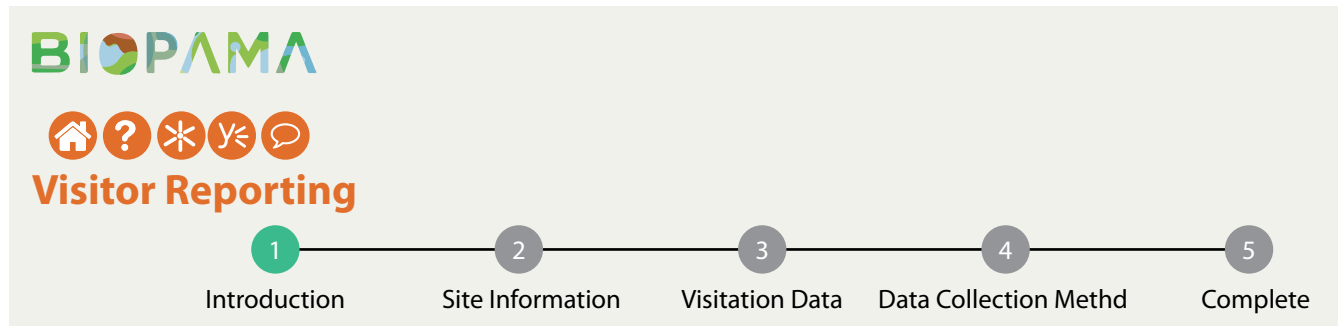 BIOPAMA
? y
Visitor Reporting
1 2 3 4 5
Introduction Site Information Visitation Data Data Collection Methd Complete